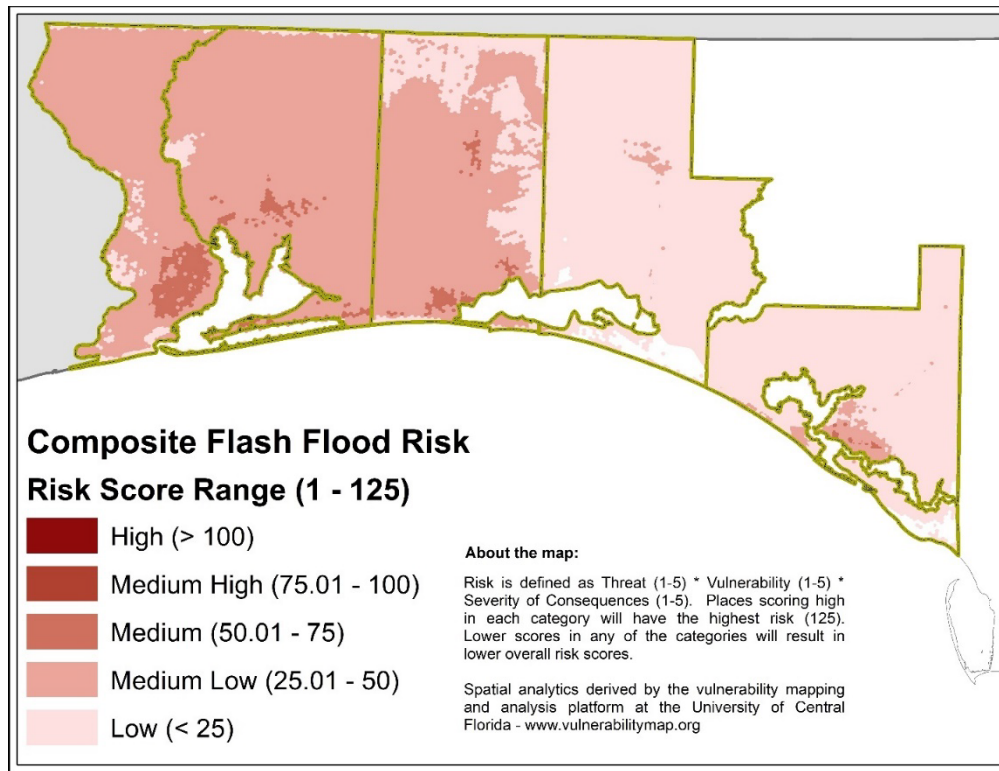 Composite Flash Flood Risk
Risk Score Range (1 - 125)
High (> 100)
Medium High (75.01 - 100)
Medium (50.01 - 75)
Medium Low (25.01 - 50)
Low (< 25)
About the map:
Risk is defined as Threat (1-5) * Vulnerability (1-5) *
Severity of Consequences (1-5). Places scoring high
in each category will have the highest risk (125).
Lower scores in any of the categories will result in
lower overall risk scores.
Spatial analytics derived by the vulnerability mapping
and analysis platform at the University of Central
Florida - www.vulnerabilitymap.org